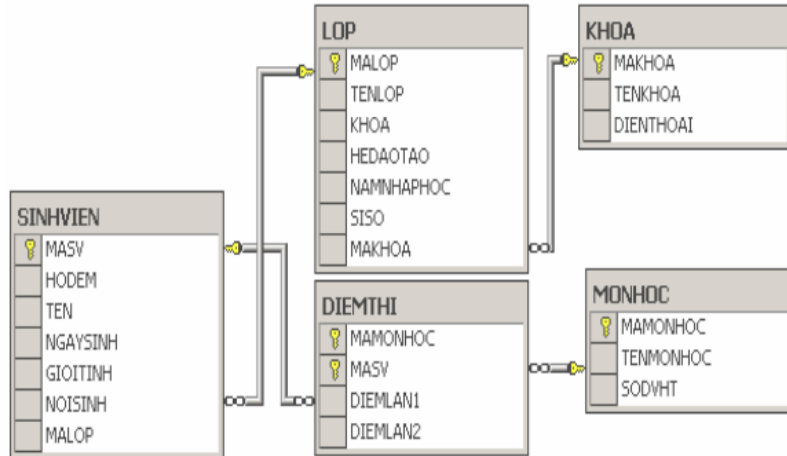 LOP
MALOP
TENLOP
KHOA
HEDAOTAO
NAMNHAPHOC
SISO
MAKHOA
KHOA
MAKHOA
TENKHOA
DIENTHOAI
SINHVIEN
MASV
HODEM
TEN
NGAYSINH
GIOITINH
NOISINH
MALOP
DIEMTHI
MAMONHOC
MASV
DIEMLAN1
DIEMLAN2
MONHOC
MAMONHOC
TENMONHOC
SODVHT